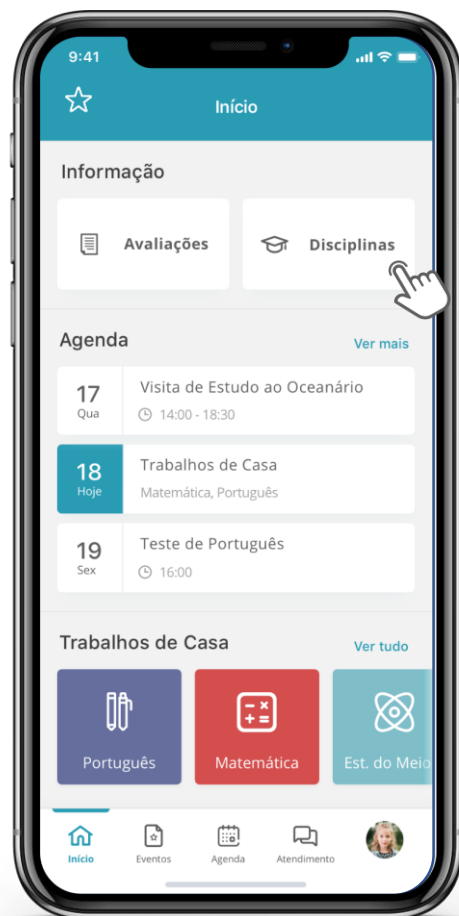 9:41
Início
Informação
Avaliações
Disciplinas
Agenda
Ver mais
17
Qua
Visita de Estudo ao Oceanário
14:00 - 18:30
18
Hoje
Trabalhos de Casa
Matemática, Português
19
Sex
Teste de Português
16:00
Trabalhos de Casa
Ver tudo
Português
Matemática
Est. do Meio
Início
Eventos
Agenda
Atendimento